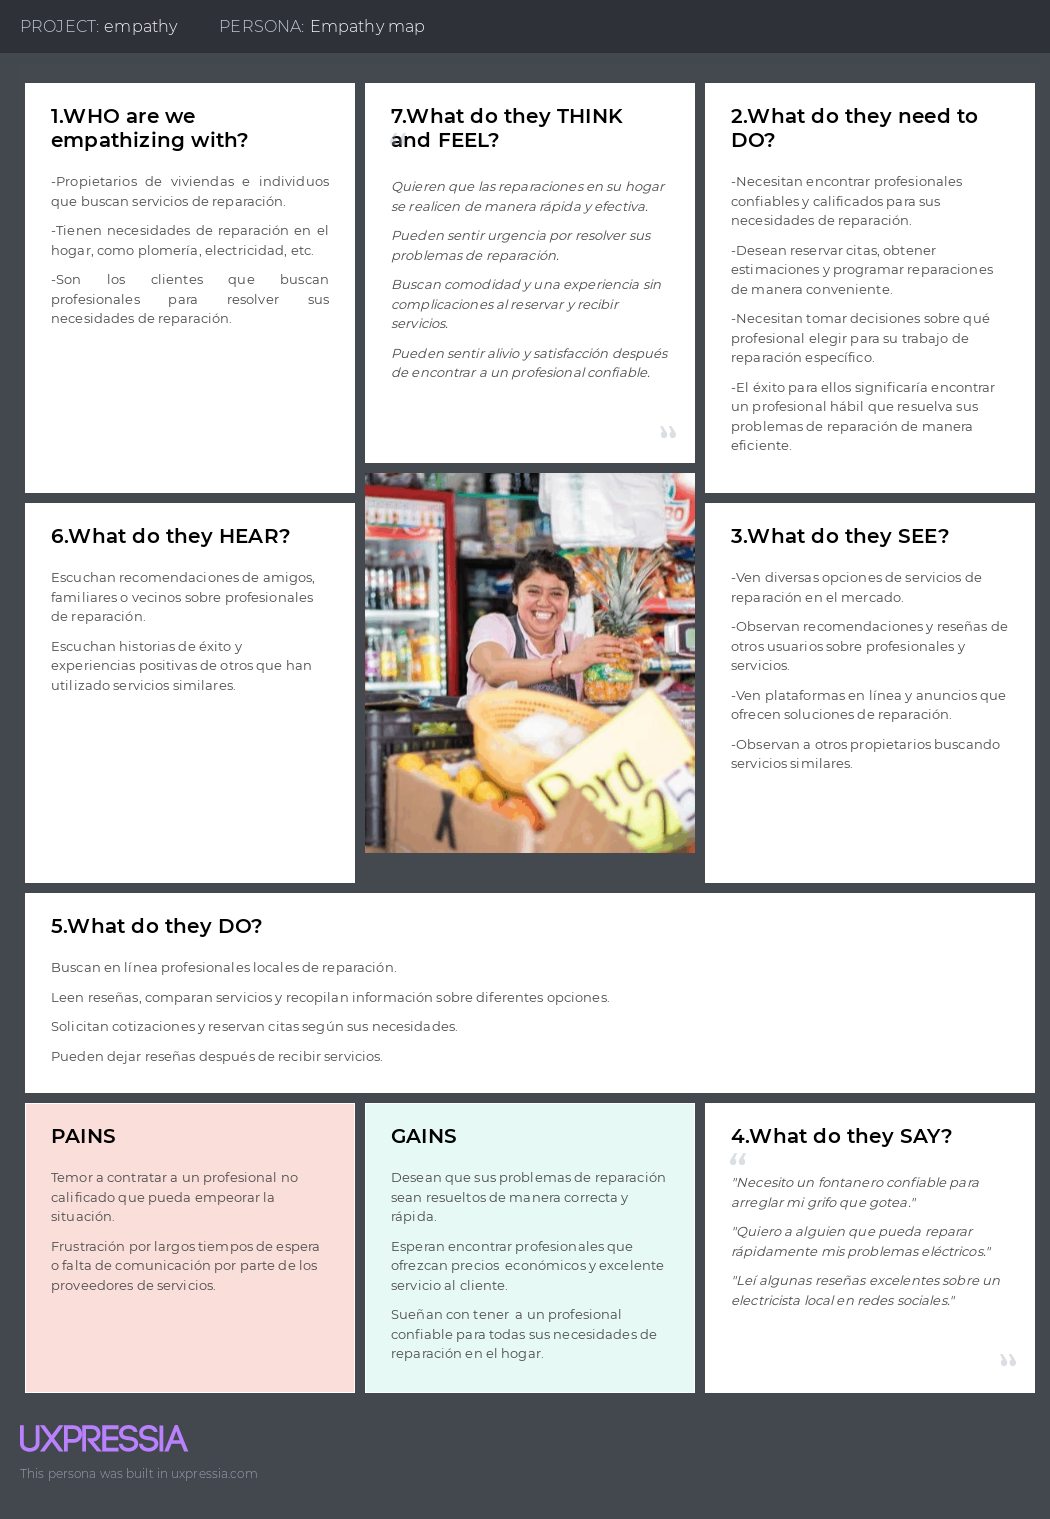 PROJECT: empathy PERSONA: Empathy map
1.WHO are we
empathizing with?
-Propietarios de viviendas e individuos
que buscan servicios de reparación.
-Tienen necesidades de reparación en el
hogar, como plomería, electricidad, etc.
-Son los clientes que buscan
profesionales para resolver sus
necesidades de reparación.
7.What do they THINK
and FEEL?
Quieren que las reparaciones en su hogar
se realicen de manera rápida y efectiva.
Pueden sentir urgencia por resolver sus
problemas de reparación.
Buscan comodidad y una experiencia sin
complicaciones al reservar y recibir
servicios.
Pueden sentir alivio y satisfacción después
de encontrar a un profesional confiable.
2.What do they need to
DO?
-Necesitan encontrar profesionales
confiables y calificados para sus
necesidades de reparación.
-Desean reservar citas, obtener
estimaciones y programar reparaciones
de manera conveniente.
-Necesitan tomar decisiones sobre qué
profesional elegir para su trabajo de
reparación específico.
-El éxito para ellos significaría encontrar
un profesional hábil que resuelva sus
problemas de reparación de manera
eficiente.
6.What do they HEAR?
Escuchan recomendaciones de amigos,
familiares o vecinos sobre profesionales
de reparación.
Escuchan historias de éxito y
experiencias positivas de otros que han
utilizado servicios similares.
Pera
x25
3.What do they SEE?
-Ven diversas opciones de servicios de
reparación en el mercado.
-Observan recomendaciones y reseñas de
otros usuarios sobre profesionales y
servicios.
-Ven plataformas en línea y anuncios que
ofrecen soluciones de reparación.
-Observan a otros propietarios buscando
servicios similares.
5.What do they DO?
Buscan en línea profesionales locales de reparación.
Leen reseñas, comparan servicios y recopilan información sobre diferentes opciones.
Solicitan cotizaciones y reservan citas según sus necesidades.
Pueden dejar reseñas después de recibir servicios.
PAINS
Temor a contratar a un profesional no
calificado que pueda empeorar la
situación.
Frustración por largos tiempos de espera
o falta de comunicación por parte de los
proveedores de servicios.
GAINS
Desean que sus problemas de reparación
sean resueltos de manera correcta y
rápida.
Esperan encontrar profesionales que
ofrezcan precios económicos y excelente
servicio al cliente.
Sueñan con tener a un profesional
confiable para todas sus necesidades de
reparación en el hogar.
4.What do they SAY?
"Necesito un fontanero confiable para
arreglar mi grifo que gotea."
"Quiero a alguien que pueda reparar
rápidamente mis problemas eléctricos."
"Leí algunas reseñas excelentes sobre un
electricista local en redes sociales."
UXPRESSIA
This persona was built in uxpressia.com